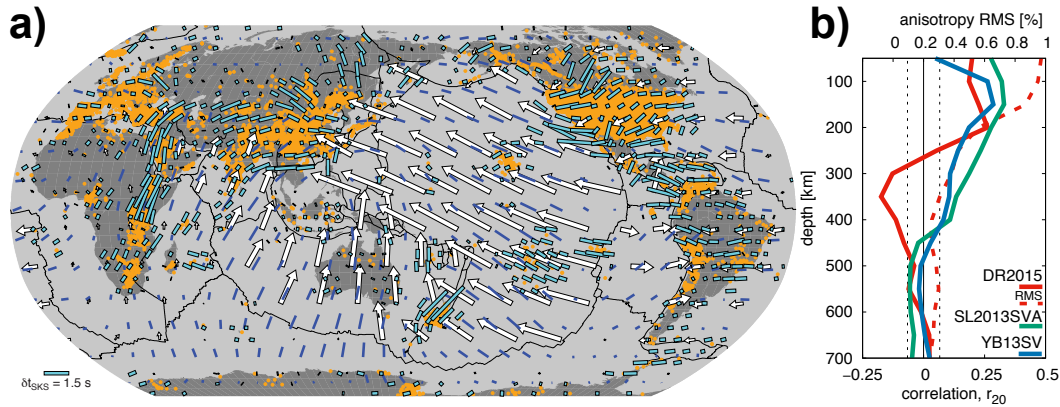 a)
δtSKS = 1.5 s
b)
anisotropy RMS [%]
0 0.2 0.4 0.6 0.8 1
100
200
300
400
500
600
700
depth [km]
DR2015
RMS
SL2013SVA
YB13SV
-0.25 0 0.25 0.5
correlation, r20